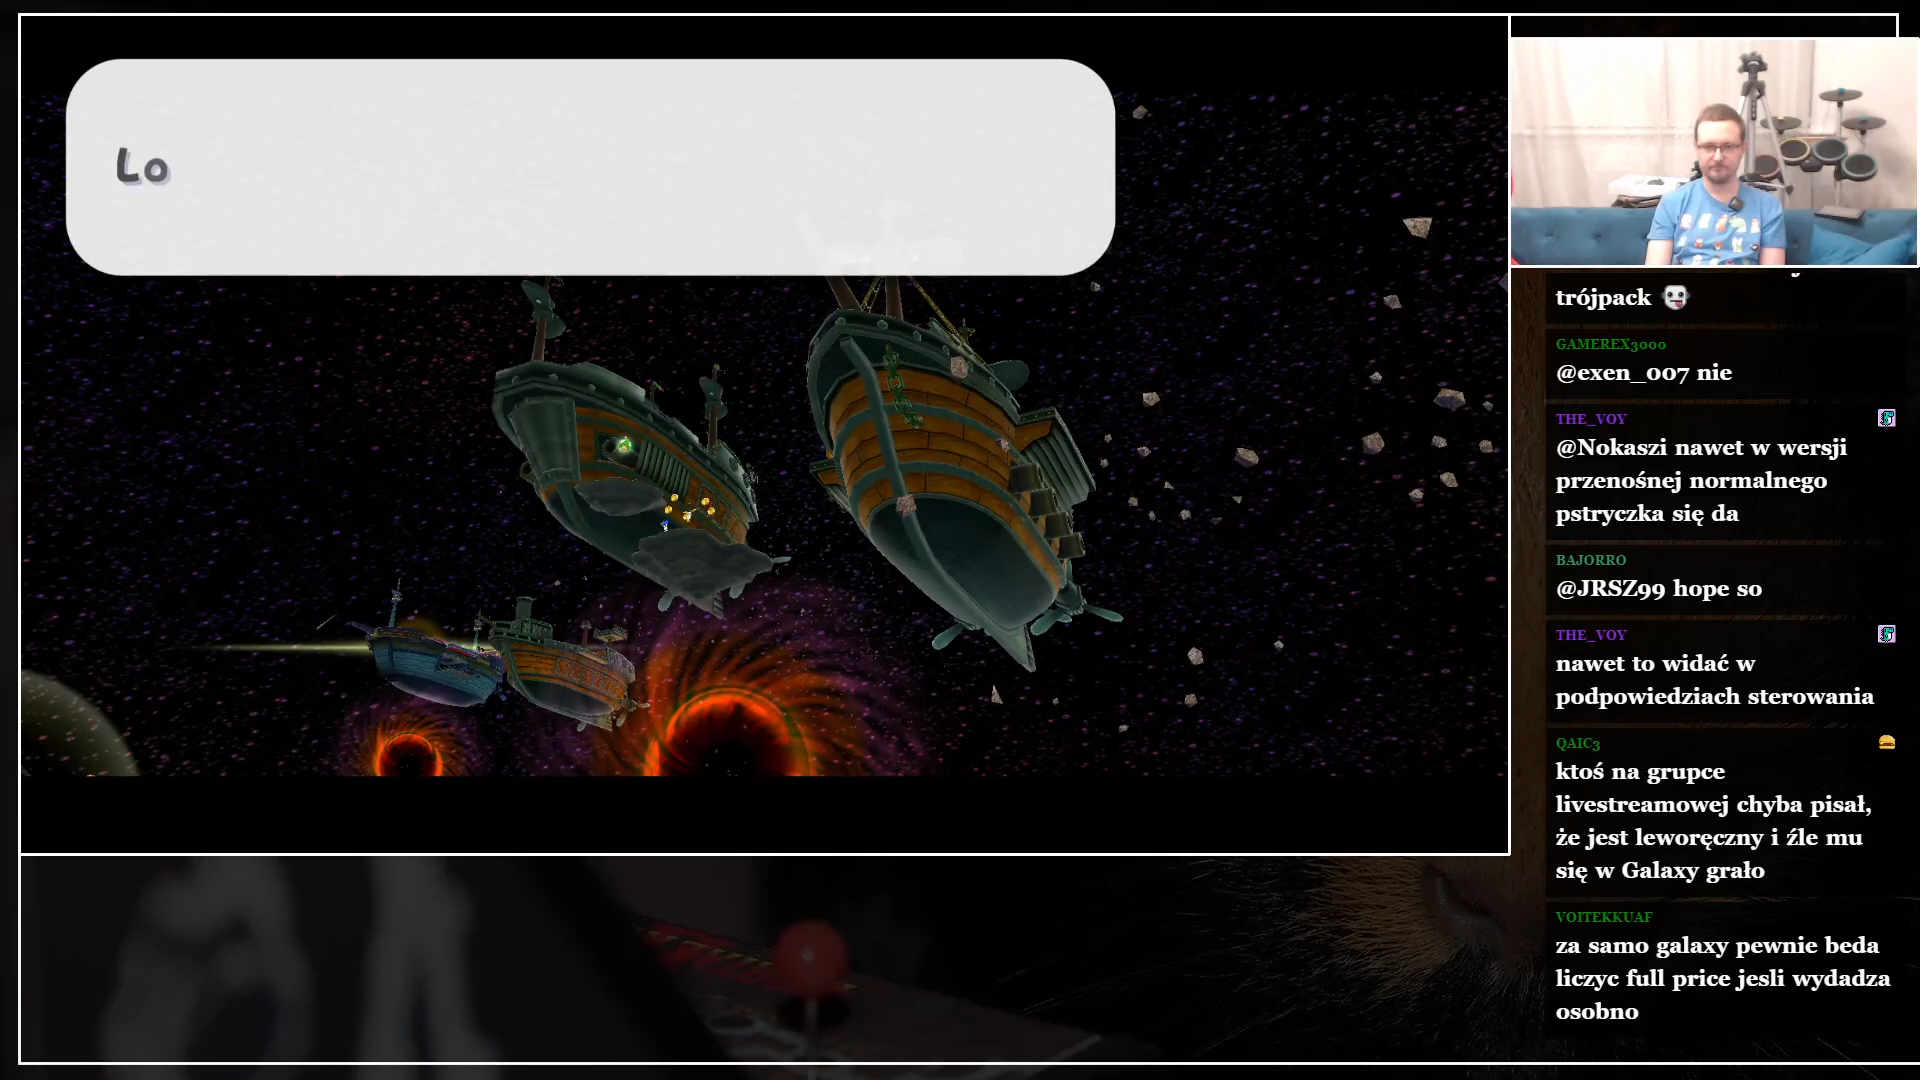 Lo
trójpack
GAMEREX3000
@exen_007 nie
THE_VOY
@Nokaszi nawet w wersji
przenośnej normalnego
pstryczka się da
BAJORRO
@JRSZ99 hope so
THE_VOY
nawet to widać w
podpowiedziach sterowania
QAIC3
ktoś na grupce
livestreamowej chyba pisał,
że jest leworęczny i źle mu
się w Galaxy grało
VOITEKKUAF
za samo galaxy pewnie beda
liczyc full price jesli wydadza
osobno